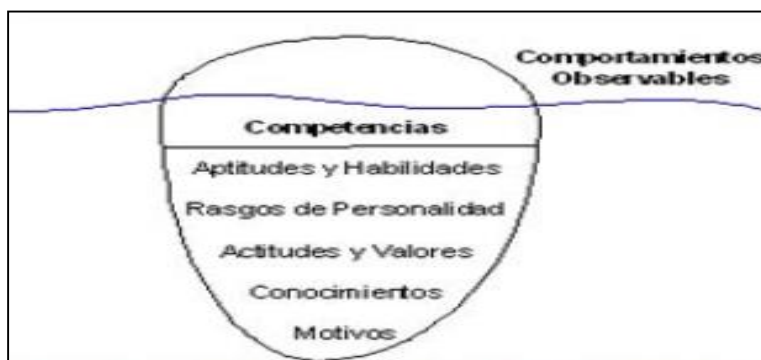 Comportamientos
Observables
Competencias
Aptitudes y Habilidades
Rasgos de Personalidad
Actitudes y Valores
Conocimientos
Motivos